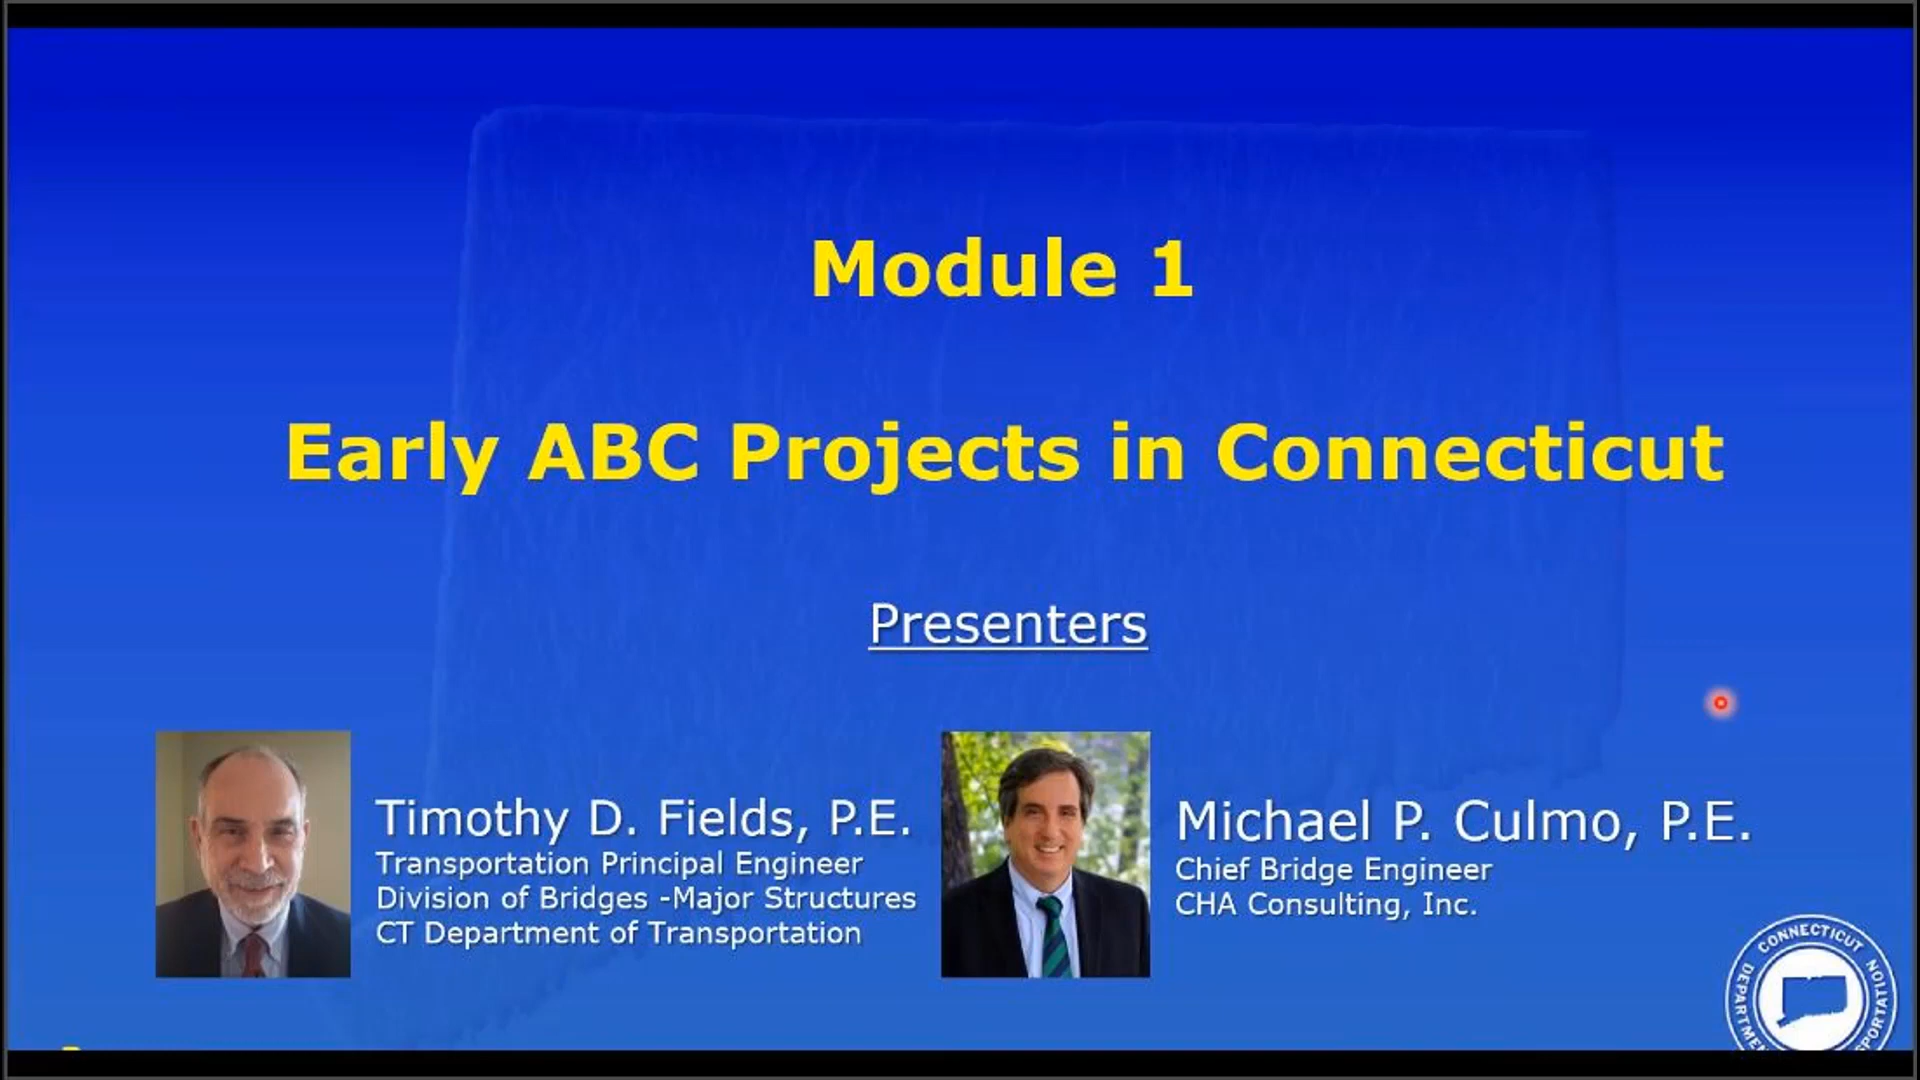 Module 1
Early ABC Projects in Connecticut
Presenters
Timothy D. Fields, P.E.
Transportation Principal Engineer
Division of Bridges -Major Structures
CT Department of Transportation
Michael P. Culmo, P.E.
Chief Bridge Engineer
CHA Consulting, Inc.
CONNECTICUT